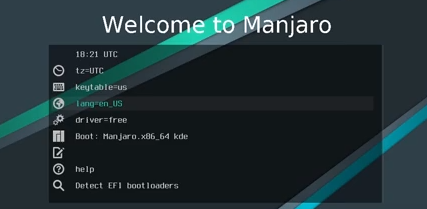 Welcome to Manjaro
18:21 UTC
tz=UTC
keytable=us
lang=en_US
driver=free
Boot: Manjaro.x86_64 kde
help
Detect EFI bootloaders